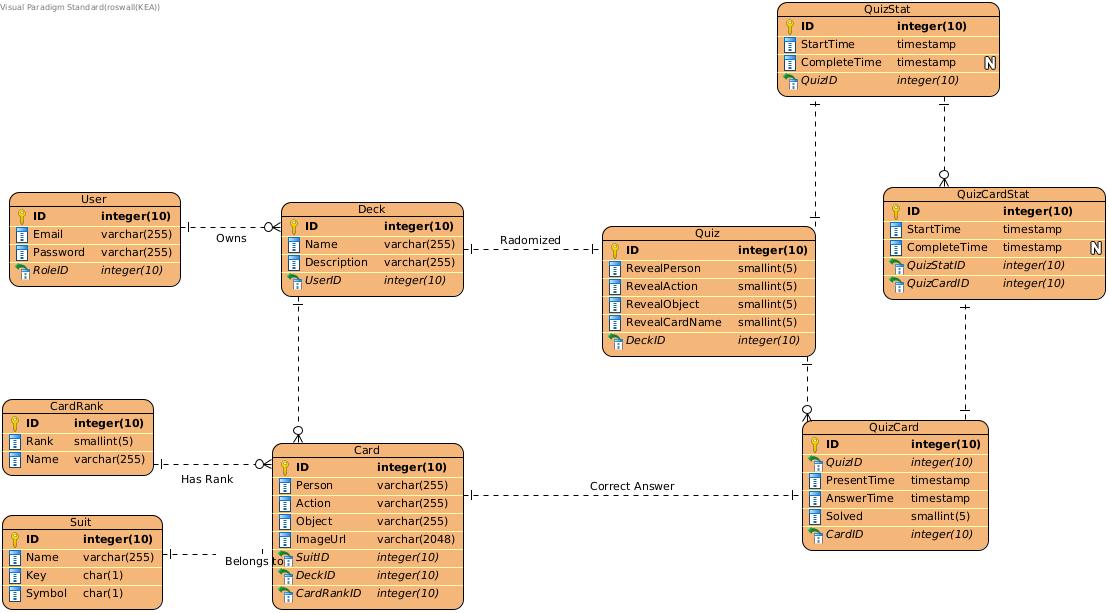 Visual Paradigm Standard(roswall(KEA))
QuizStat
ID integer(10)
StartTime timestamp
CompleteTime timestamp N
QuizID integer(10)
User
ID integer(10)
Email varchar(255)
Password varchar(255)
RoleID integer(10)
Owns
Deck
ID integer(10)
Name varchar(255)
Description varchar(255)
UserID integer(10)
Radomized
Quiz
ID integer(10)
RevealPerson smallint(5)
RevealAction smallint(5)
RevealObject smallint(5)
RevealCardName smallint(5)
DeckID integer(10)
QuizCardStat
ID integer(10)
StartTime timestamp
CompleteTime timestamp N
QuizStatID integer(10)
QuizCardID integer(10)
CardRank
ID integer(10)
Rank smallint(5)
Name varchar(255)
Has Rank
Card
ID integer(10)
Person varchar(255)
Action varchar(255)
Object varchar(255)
ImageUrl varchar(2048)
SuitID integer(10)
DeckID integer(10)
CardRankID integer(10)
Correct Answer
QuizCard
ID integer(10)
QuizID integer(10)
PresentTime timestamp
AnswerTime timestamp
Solved smallint(5)
CardID integer(10)
Suit
ID integer(10)
Name varchar(255)
Key char(1)
Symbol char(1)
Belongs to